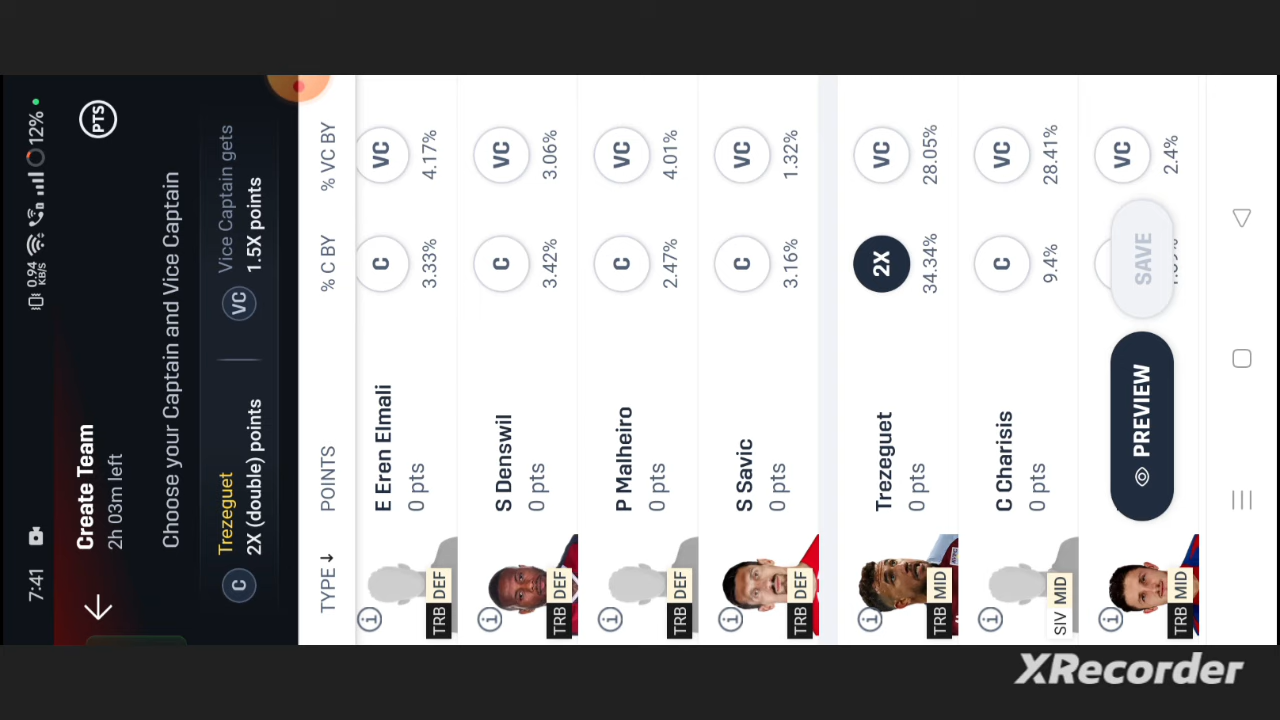 7:41
0.94 KB/S
12%
Create Team
2h 03m left
PTS
Choose your Captain and Vice Captain
C
Trezeguet
2X (double) points
VC
Vice Captain gets
1.5X points
TYPE ↓
POINTS
% C BY
% VC BY
TRB DEF
E Eren Elmali
0 pts
C
3.33%
VC
4.17%
TRB DEF
S Denswil
0 pts
C
3.42%
VC
3.06%
TRB DEF
P Malheiro
0 pts
C
2.47%
VC
4.01%
TRB DEF
S Savic
0 pts
C
3.16%
VC
1.32%
TRB MID
Trezeguet
0 pts
2X
34.34%
VC
28.05%
SIV MID
C Charisis
0 pts
C
9.4%
VC
28.41%
TRB MID
VC
2.4%
PREVIEW
SAVE
XRecorder